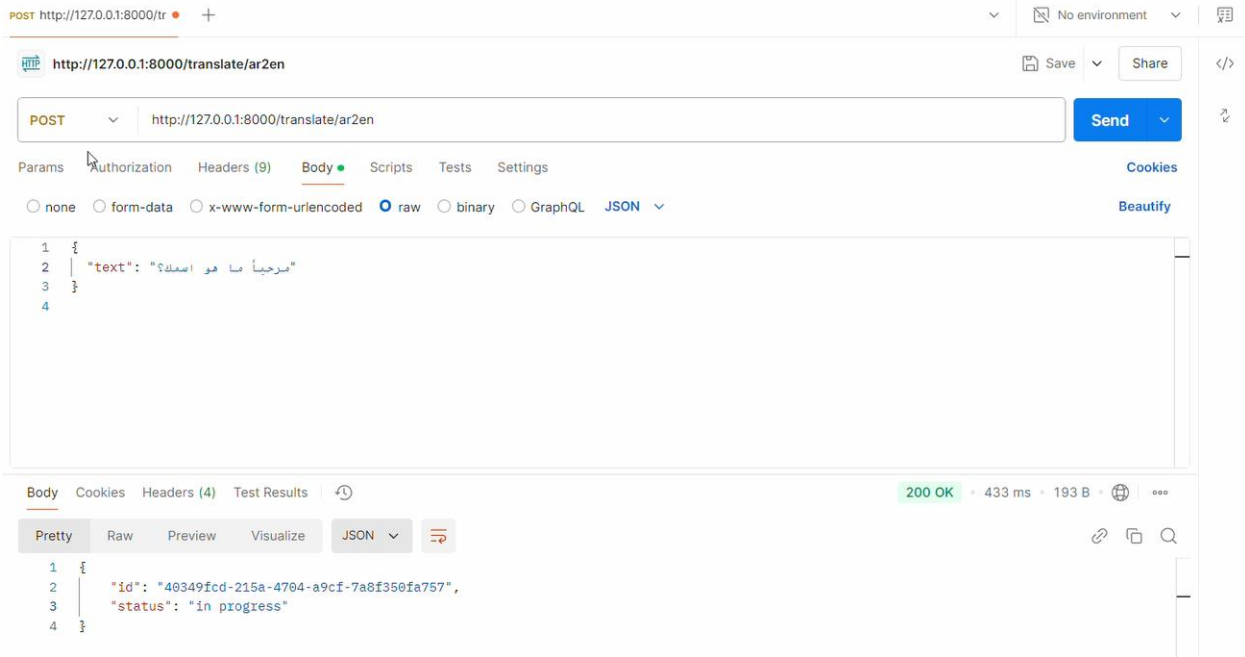 POST http://127.0.0.1:8000/tr
No environment
HTTP http://127.0.0.1:8000/translate/ar2en
Save
Share
POST http://127.0.0.1:8000/translate/ar2en
Send
Params Authorization Headers (9) Body Scripts Tests Settings
Cookies
none form-data x-www-form-urlencoded raw binary GraphQL JSON
Beautify
1 {
2 "text": "مرحباً ما هو اسمك؟"
3 }
4
Body Cookies Headers (4) Test Results
200 OK • 433 ms • 193 B
Pretty Raw Preview Visualize JSON
1 {
2 "id": "40349fcd-215a-4704-a9cf-7a8f350fa757",
3 "status": "in progress"
4 }